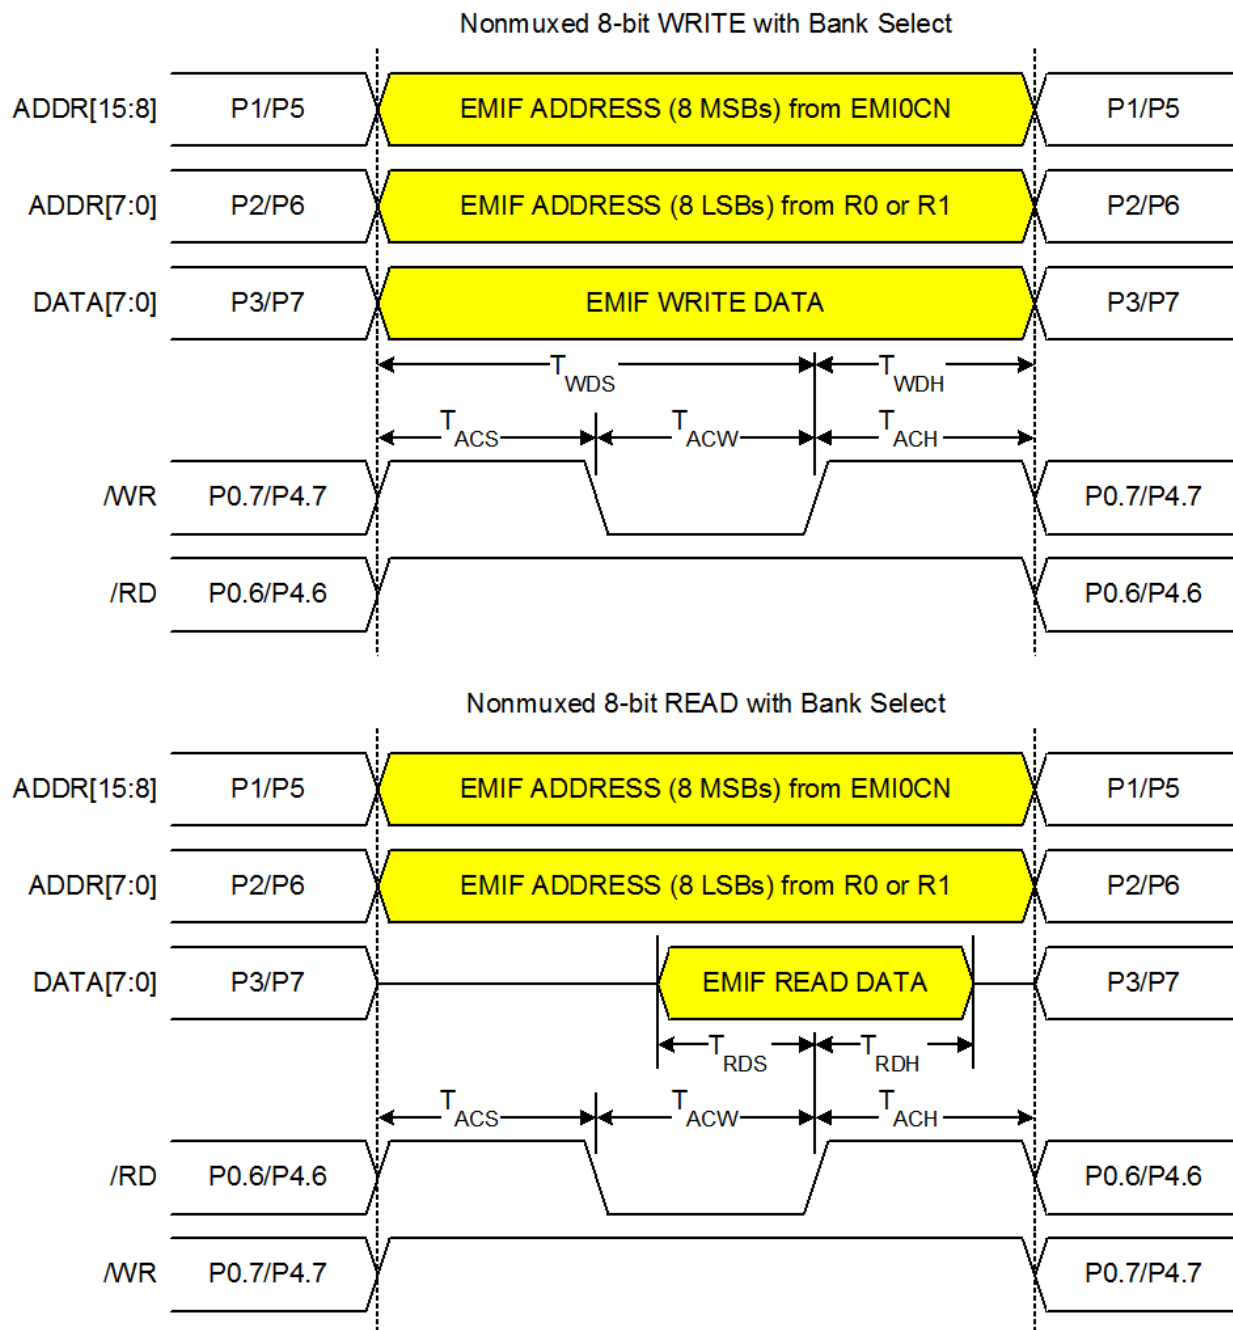 Nonmuxed 8-bit WRITE with Bank Select
ADDR[15:8] P1/P5 EMIF ADDRESS (8 MSBs) from EMI0CN P1/P5
ADDR[7:0] P2/P6 EMIF ADDRESS (8 LSBs) from R0 or R1 P2/P6
DATA[7:0] P3/P7 EMIF WRITE DATA P3/P7
TWDS TWDH
TACS TACW TACH
/WR P0.7/P4.7 P0.7/P4.7
/RD P0.6/P4.6 P0.6/P4.6
Nonmuxed 8-bit READ with Bank Select
ADDR[15:8] P1/P5 EMIF ADDRESS (8 MSBs) from EMI0CN P1/P5
ADDR[7:0] P2/P6 EMIF ADDRESS (8 LSBs) from R0 or R1 P2/P6
DATA[7:0] P3/P7 EMIF READ DATA P3/P7
TRDS TRDH
TACS TACW TACH
/RD P0.6/P4.6 P0.6/P4.6
/WR P0.7/P4.7 P0.7/P4.7